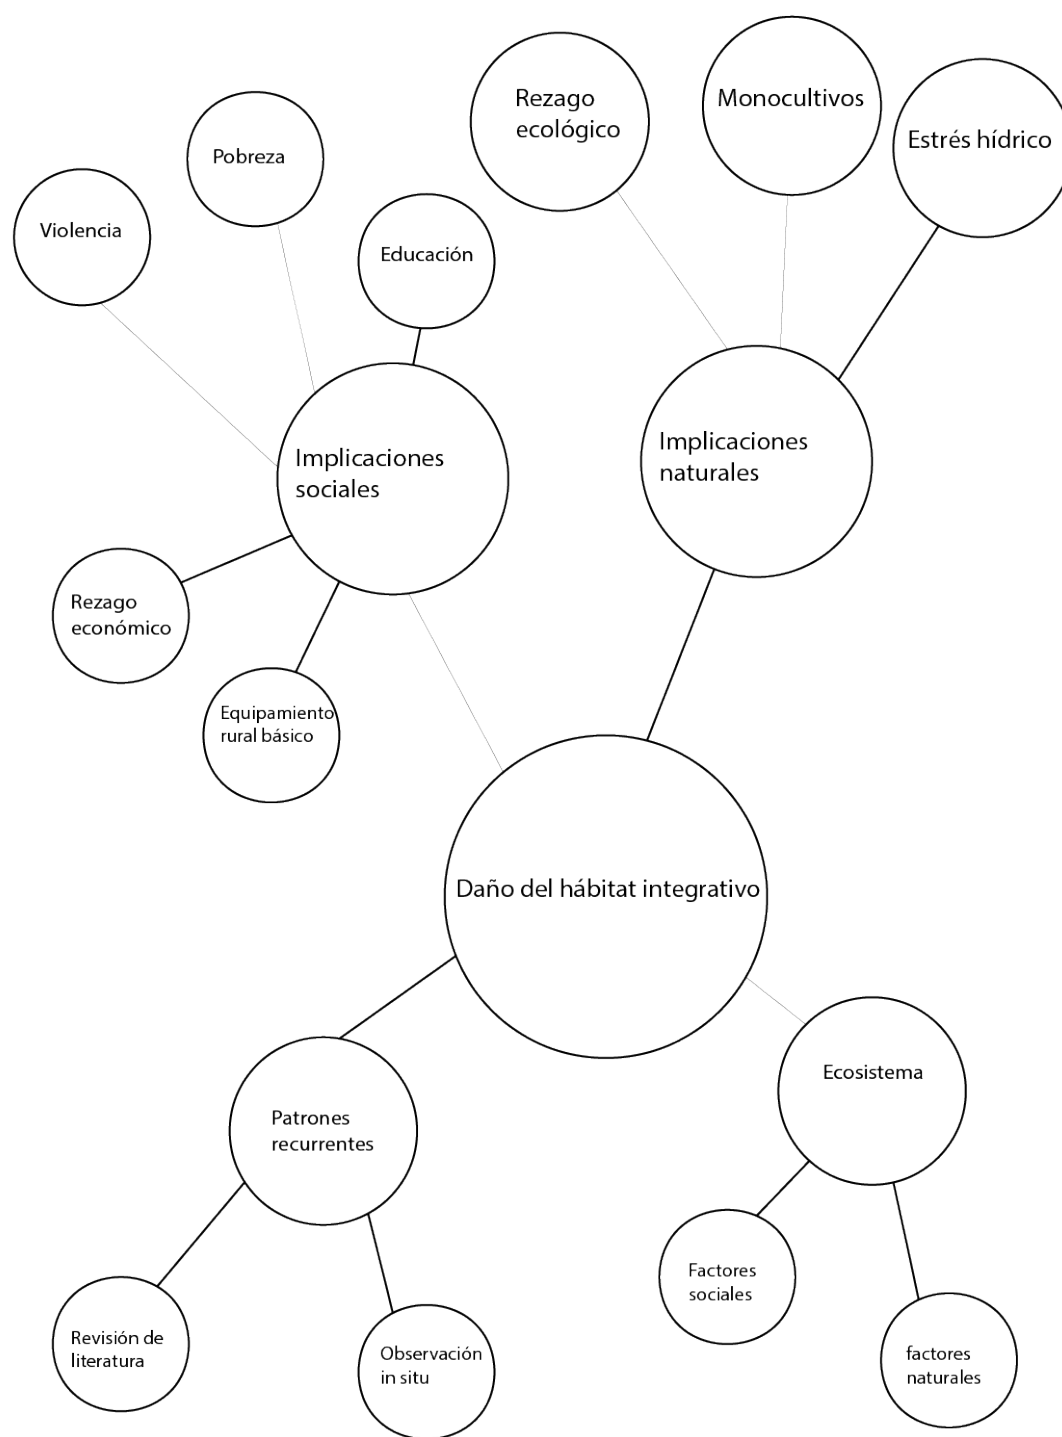 Rezago
ecológico
Monocultivos
Estrés hídrico
Pobreza
Violencia
Educación
Implicaciones
sociales
Implicaciones
naturales
Rezago
económico
Equipamiento
rural básico
Daño del hábitat integrativo
Patrones
recurrentes
Ecosistema
Factores
sociales
Revisión de
literatura
Observación
in situ
factores
naturales